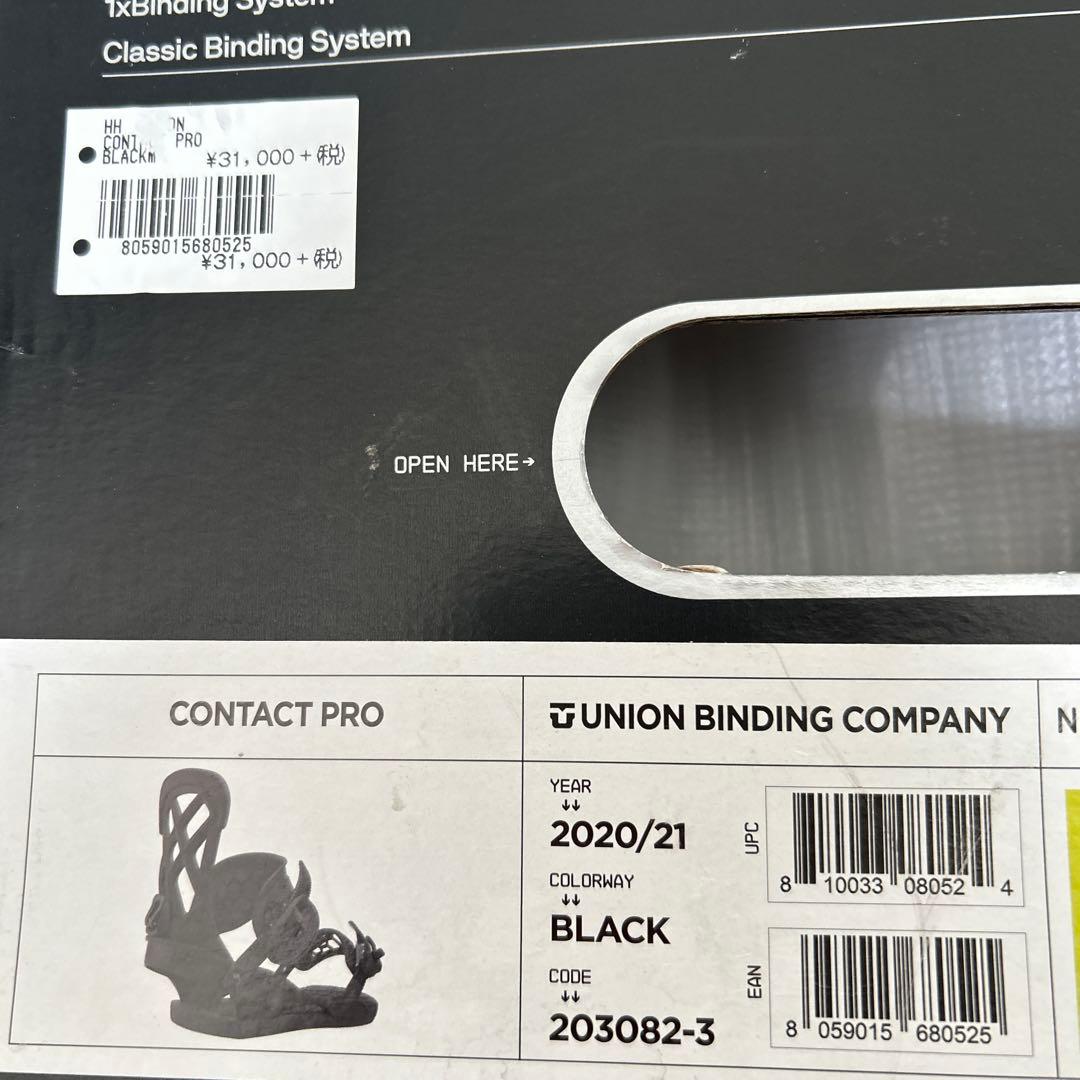 1xBinding System
Classic Binding System
HH ON
PRO
BLACKm ¥31,000+(税)
8059015680525
¥31,000+(税)
OPEN HERE→
CONTACT PRO
UNION BINDING COMPANY
N
YEAR
↓↓
2020/21
COLORWAY
↓↓
BLACK
CODE
↓↓
203082-3
UPC
8 10033 08052 4
EAN
8 059015 680525